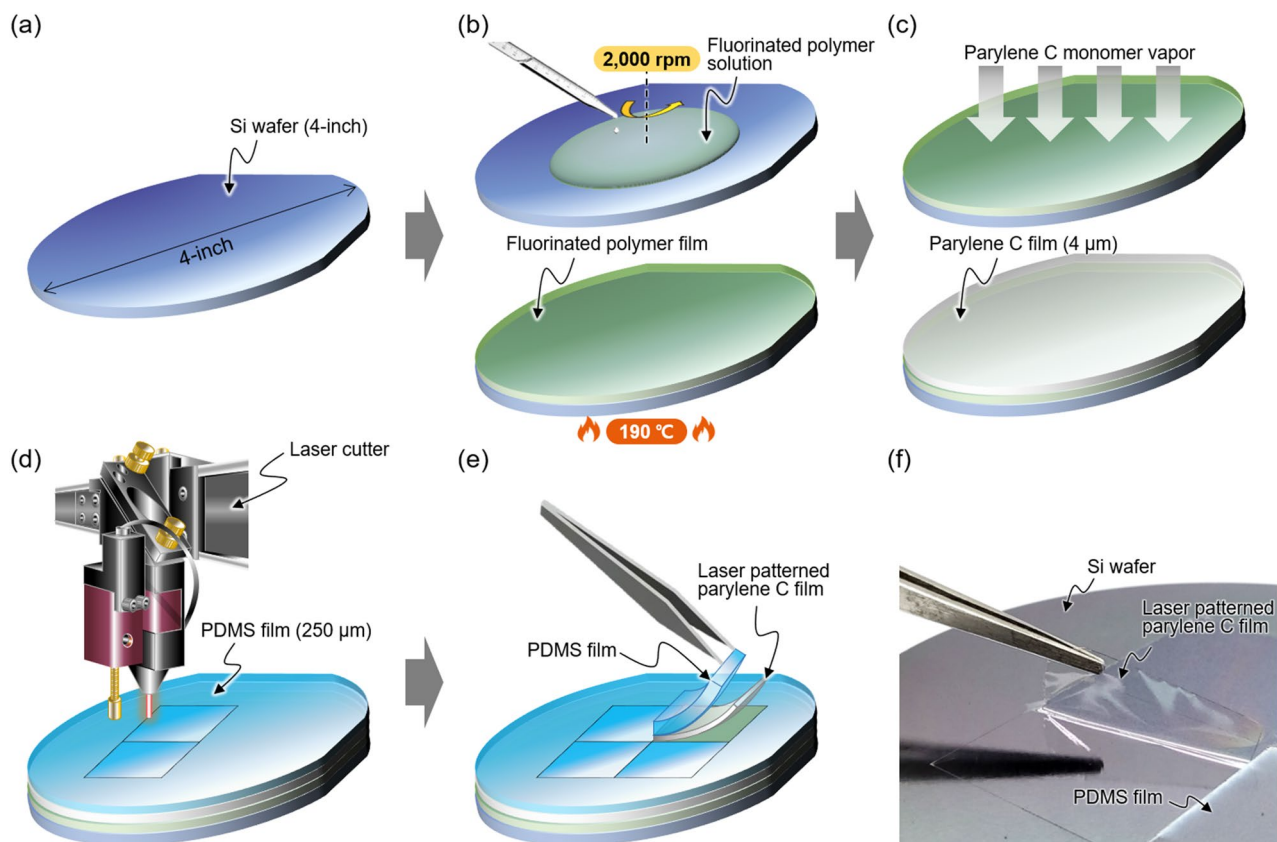 (a)
Si wafer (4-inch)
4-inch
(b)
2,000 rpm
Fluorinated polymer
solution
Fluorinated polymer film
190 ℃
(c)
Parylene C monomer vapor
Parylene C film (4 µm)
(d)
Laser cutter
PDMS film (250 µm)
(e)
Laser patterned
parylene C film
PDMS film
(f)
Si wafer
Laser patterned
parylene C film
PDMS film